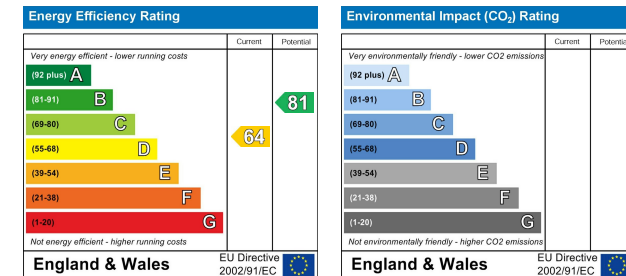 Energy Efficiency Rating
Current Potential
Very energy efficient - lower running costs
(92 plus) A
(81-91) B
(69-80) C
(55-68) D
(39-54) E
(21-38) F
(1-20) G
64
81
Not energy efficient - higher running costs
England & Wales
EU Directive
2002/91/EC
Environmental Impact (CO₂) Rating
Current Potential
Very environmentally friendly - lower CO2 emissions
(92 plus) A
(81-91) B
(69-80) C
(55-68) D
(39-54) E
(21-38) F
(1-20) G
Not environmentally friendly - higher CO2 emissions
England & Wales
EU Directive
2002/91/EC